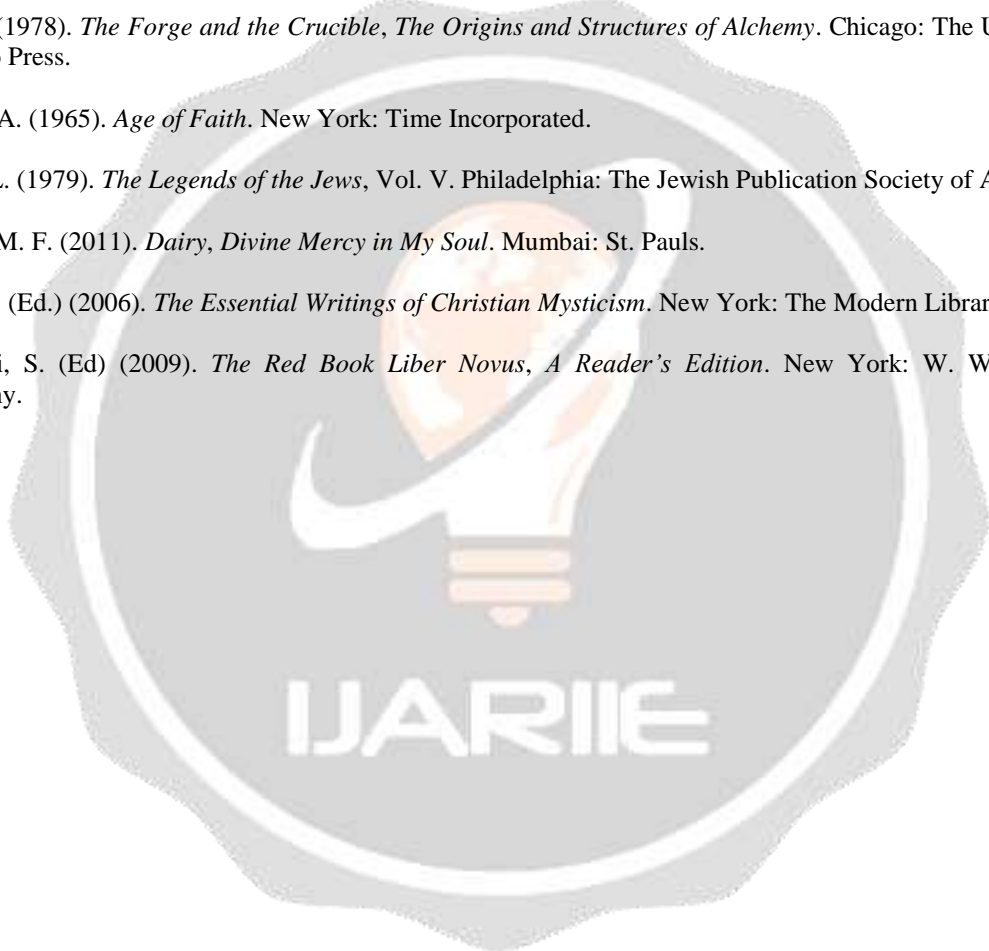 (1978). The Forge and the Crucible, The Origins and Structures of Alchemy. Chicago: The U
Press.
A. (1965). Age of Faith. New York: Time Incorporated.
. (1979). The Legends of the Jews, Vol. V. Philadelphia: The Jewish Publication Society of A
M. F. (2011). Dairy, Divine Mercy in My Soul. Mumbai: St. Pauls.
(Ed.) (2006). The Essential Writings of Christian Mysticism. New York: The Modern Librar
i, S. (Ed) (2009). The Red Book Liber Novus, A Reader's Edition. New York: W. W
ny.
IJARIIE